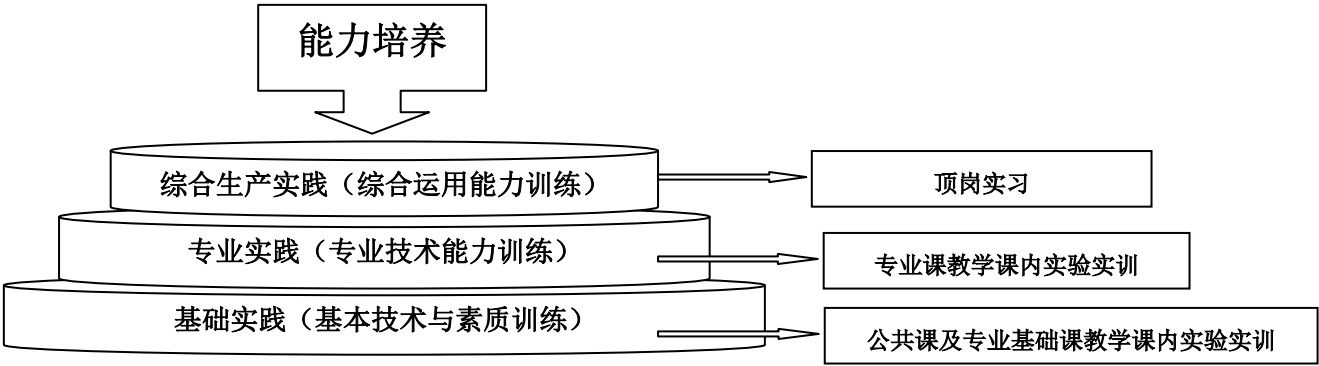 能力培养
综合生产实践（综合运用能力训练）
顶岗实习
专业实践（专业技术能力训练）
专业课教学课内实验实训
基础实践（基本技术与素质训练）
公共课及专业基础课教学课内实验实训